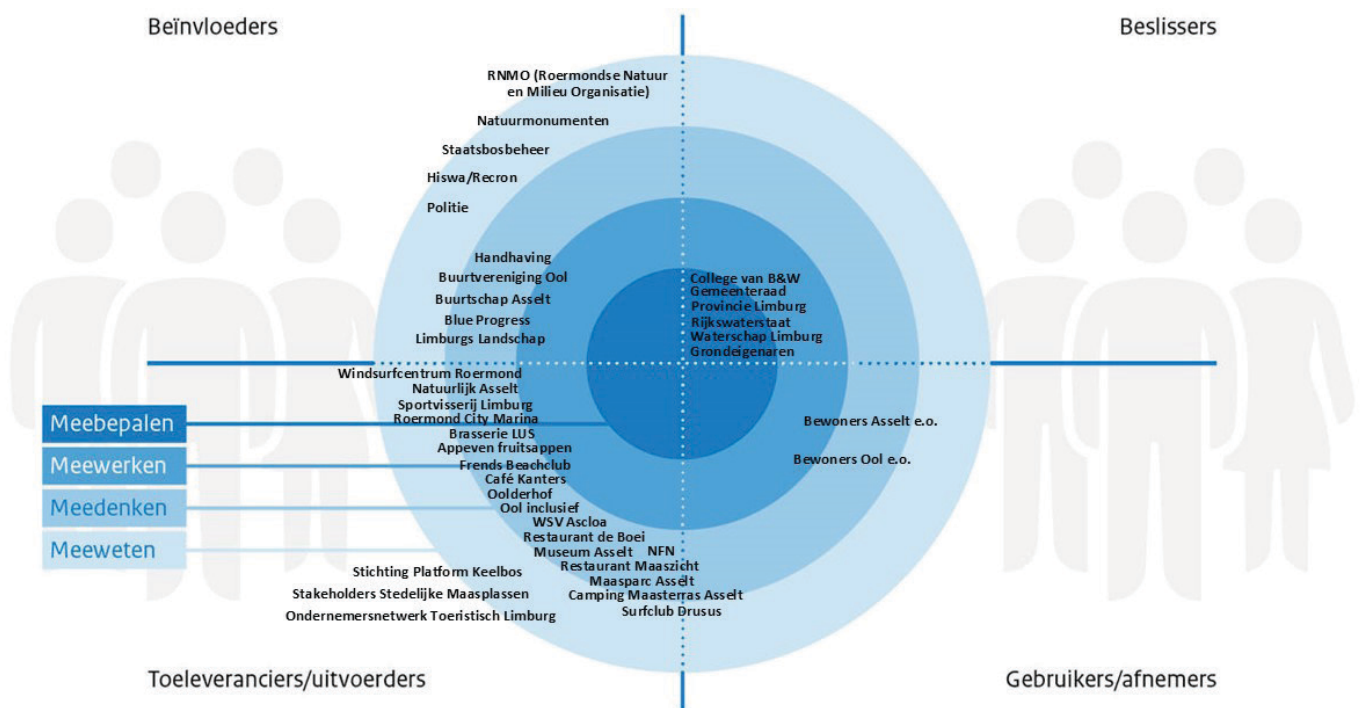 Beïnvloeders
Beslissers
RNMO (Roermondse Natuur
en Milieu Organisatie)
Natuurmonumenten
Staatsbosbeheer
Hiswa/Recron
Politie
Handhaving
Buurtvereniging Ool
Buurtschap Asselt
Blue Progress
Limburgs Landschap
College van B&W
Gemeenteraad
Provincie Limburg
Rijkswaterstaat
Waterschap Limburg
Grondeigenaren
Windsurfcentrum Roermond
Natuurlijk Asselt
Sportvisserij Limburg
Roermond City Marina
Brasserie LUS
Appeven fruitsappen
Frends Beachclub
Café Kanters
Oolderhof
Ool inclusief
WSV Ascloa
Restaurant de Boei
Museum Asselt
NFN
Restaurant Maaszicht
Maasparc Asselt
Camping Maasterras Asselt
Surfclub Drusus
Bewoners Asselt e.o.
Bewoners Ool e.o.
Meebepalen
Meewerken
Meedenken
Meeweten
Stichting Platform Keelbos
Stakeholders Stedelijke Maasplassen
Ondernemersnetwerk Toeristisch Limburg
Toeleveranciers/uitvoerders
Gebruikers/afnemers